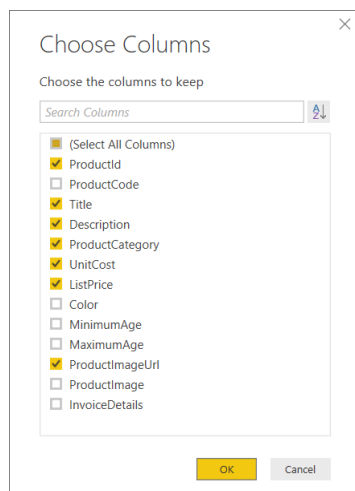 Choose Columns
Choose the columns to keep
Search Columns
(Select All Columns)
ProductId
ProductCode
Title
Description
ProductCategory
UnitCost
ListPrice
Color
MinimumAge
MaximumAge
ProductImageUrl
ProductImage
InvoiceDetails
OK Cancel